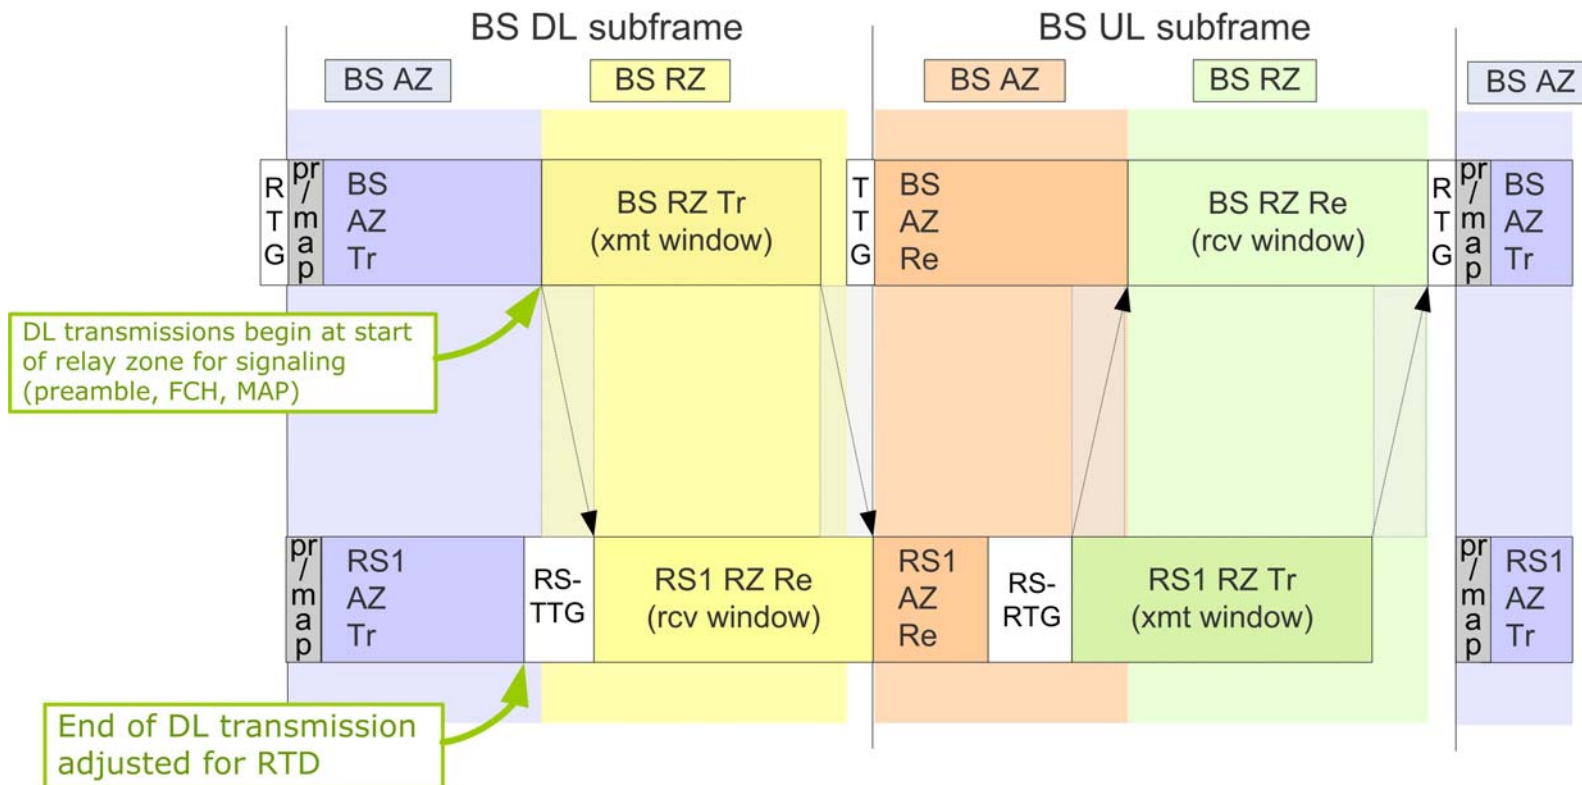 BS DL subframe
BS UL subframe
BS AZ
BS RZ
BS AZ
BS RZ
BS AZ
R
T
G
pr
/
m
a
p
BS
AZ
Tr
BS RZ Tr
(xmt window)
T
T
G
BS
AZ
Re
BS RZ Re
(rcv window)
R
T
G
pr
/
m
a
p
BS
AZ
Tr
DL transmissions begin at start
of relay zone for signaling
(preamble, FCH, MAP)
pr
/
m
a
p
RS1
AZ
Tr
RS-
TTG
RS1 RZ Re
(rcv window)
RS1
AZ
Re
RS-
RTG
RS1 RZ Tr
(xmt window)
pr
/
m
a
p
RS1
AZ
Tr
End of DL transmission
adjusted for RTD